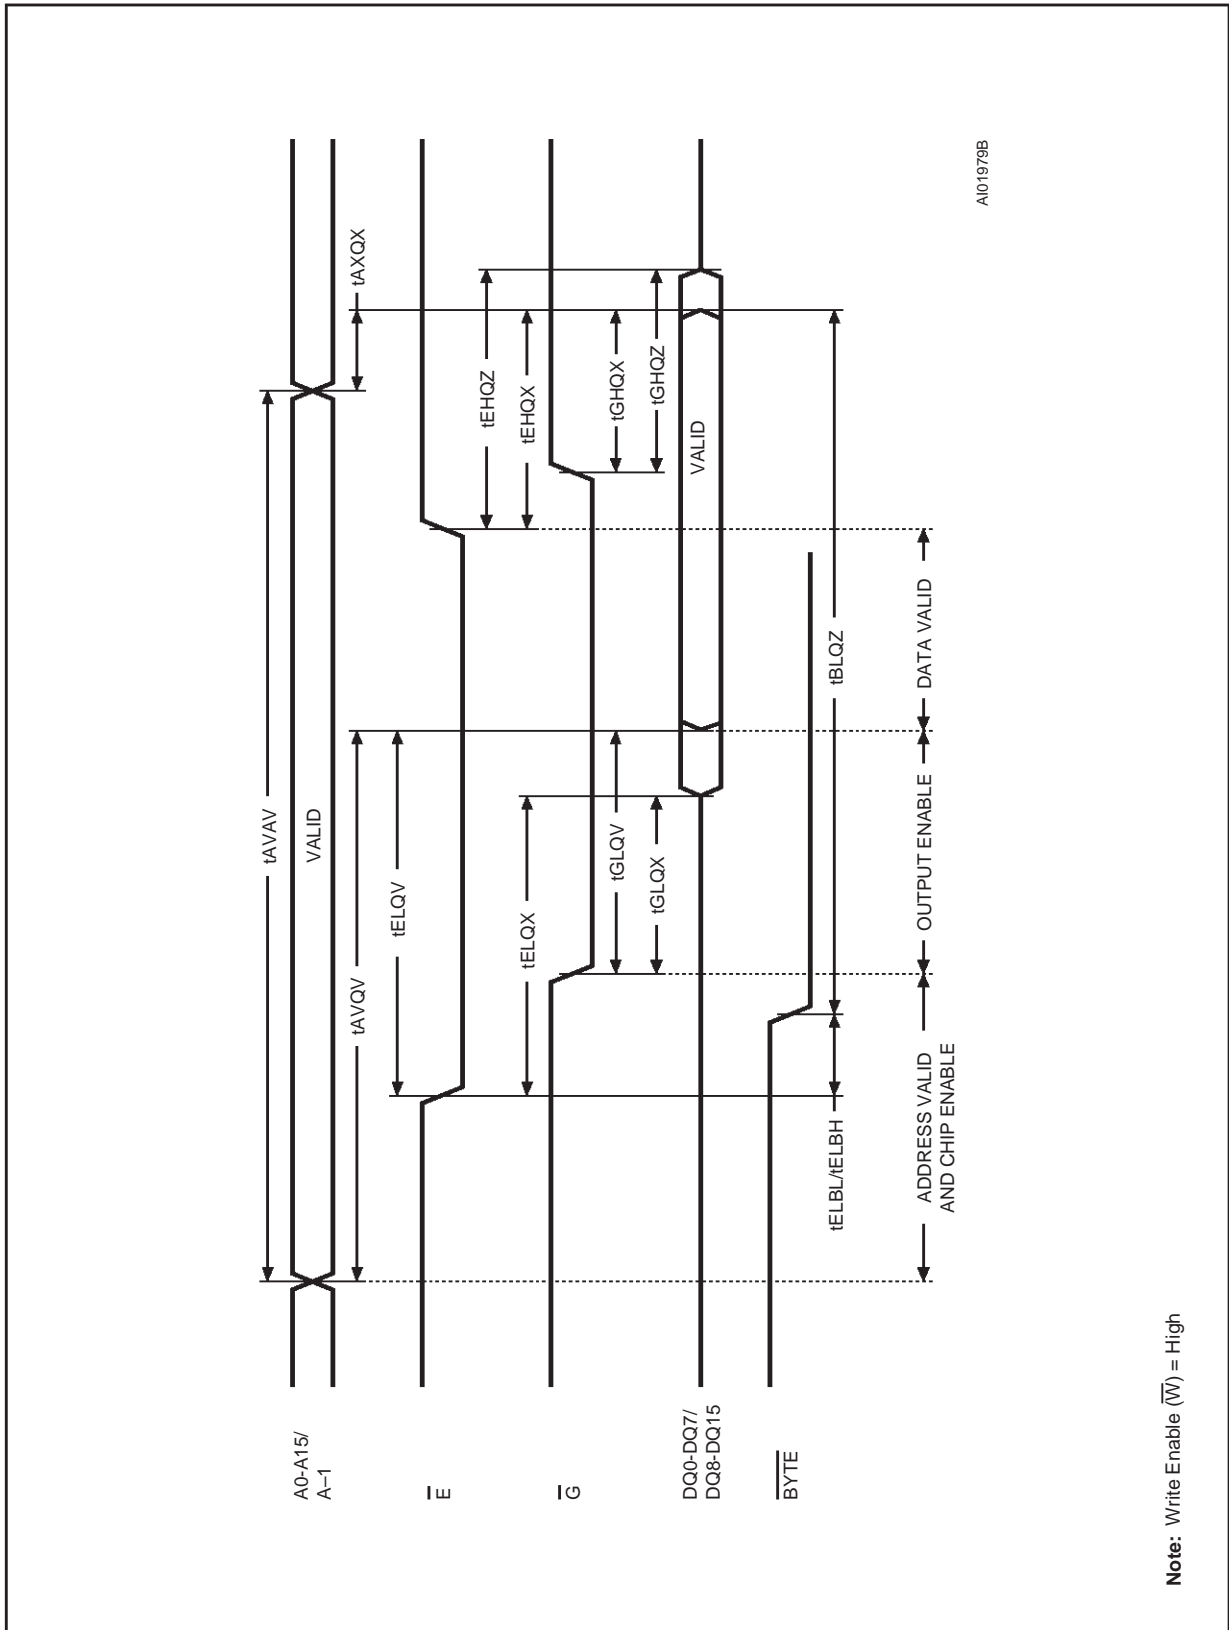 tAVAV
A0-A15/
A–1
VALID
tAVQV
tAXQX
tELQV
E
tEHQZ
tELQX
tEHQX
G
tGLQV
tGHQX
tGLQX
tGHQZ
DQ0-DQ7/
DQ8-DQ15
VALID
BYTE
tELBL/tELBH
tBLQZ
ADDRESS VALID
AND CHIP ENABLE
OUTPUT ENABLE
DATA VALID
AI01979B
Note: Write Enable (W) = High